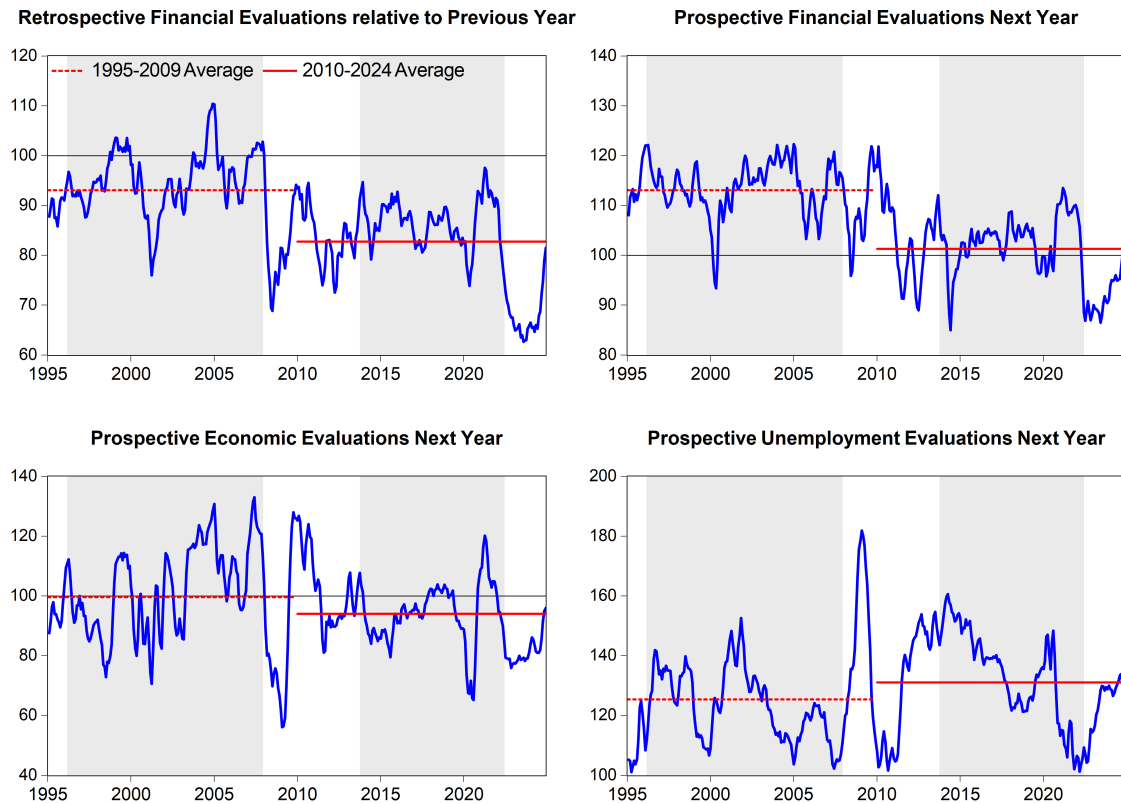 Retrospective Financial Evaluations relative to Previous Year
120
110
100
90
80
70
60
1995-2009 Average
2010-2024 Average
1995 2000 2005 2010 2015 2020
Prospective Financial Evaluations Next Year
140
130
120
110
100
90
80
1995 2000 2005 2010 2015 2020
Prospective Economic Evaluations Next Year
140
120
100
80
60
40
1995 2000 2005 2010 2015 2020
Prospective Unemployment Evaluations Next Year
200
180
160
140
120
100
1995 2000 2005 2010 2015 2020